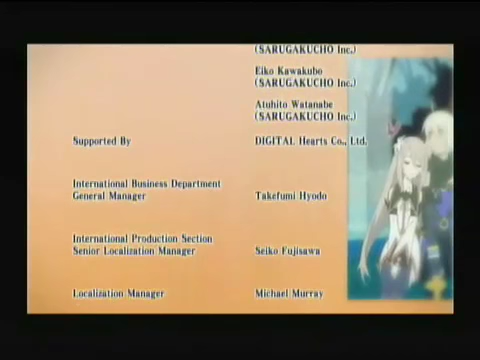 (SARUGAKUCHO Inc.)
Eiko Kawakubo
(SARUGAKUCHO Inc.)
Atuhito Watanabe
(SARUGAKUCHO Inc.)
Supported By
DIGITAL Hearts Co., Ltd.
International Business Department
General Manager
Takefumi Hyodo
International Production Section
Senior Localization Manager
Seiko Fujisawa
Localization Manager
Michael Murray